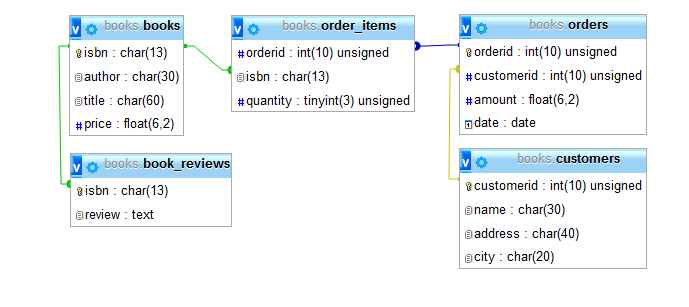 books.books
isbn : char(13)
author : char(30)
title : char(60)
price : float(6,2)
books.order_items
orderid : int(10) unsigned
isbn : char(13)
quantity : tinyint(3) unsigned
books.orders
orderid : int(10) unsigned
customerid : int(10) unsigned
amount : float(6,2)
date : date
books.book_reviews
isbn : char(13)
review : text
books.customers
customerid : int(10) unsigned
name : char(30)
address : char(40)
city : char(20)